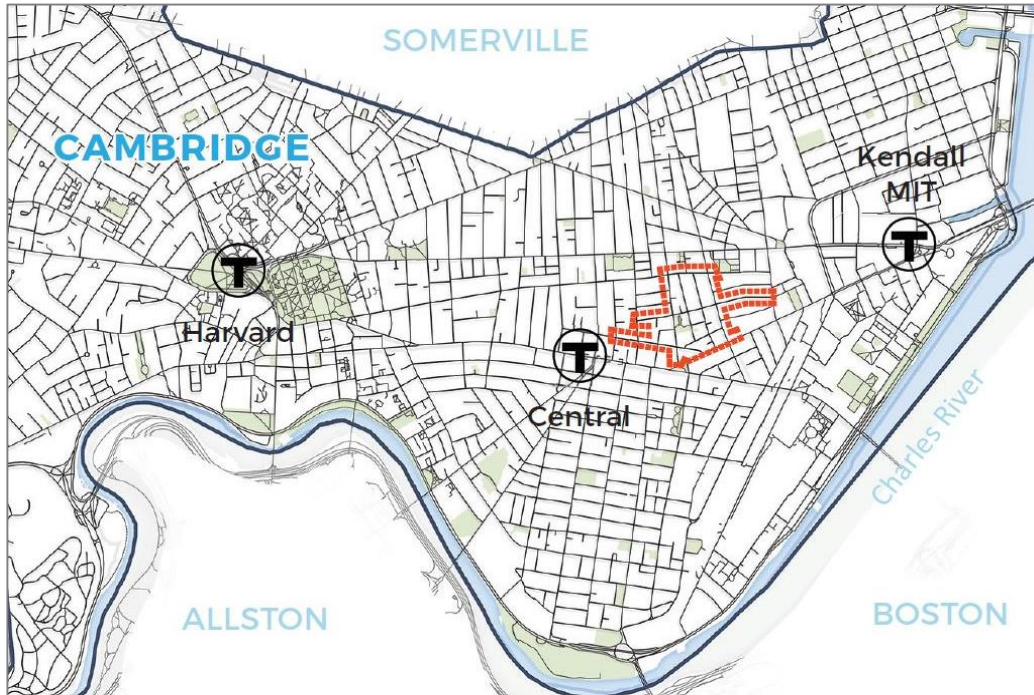 SOMERVILLE
CAMBRIDGE
Kendall
MIT
T
T
Harvard
T
Central
Charles River
ALLSTON
BOSTON